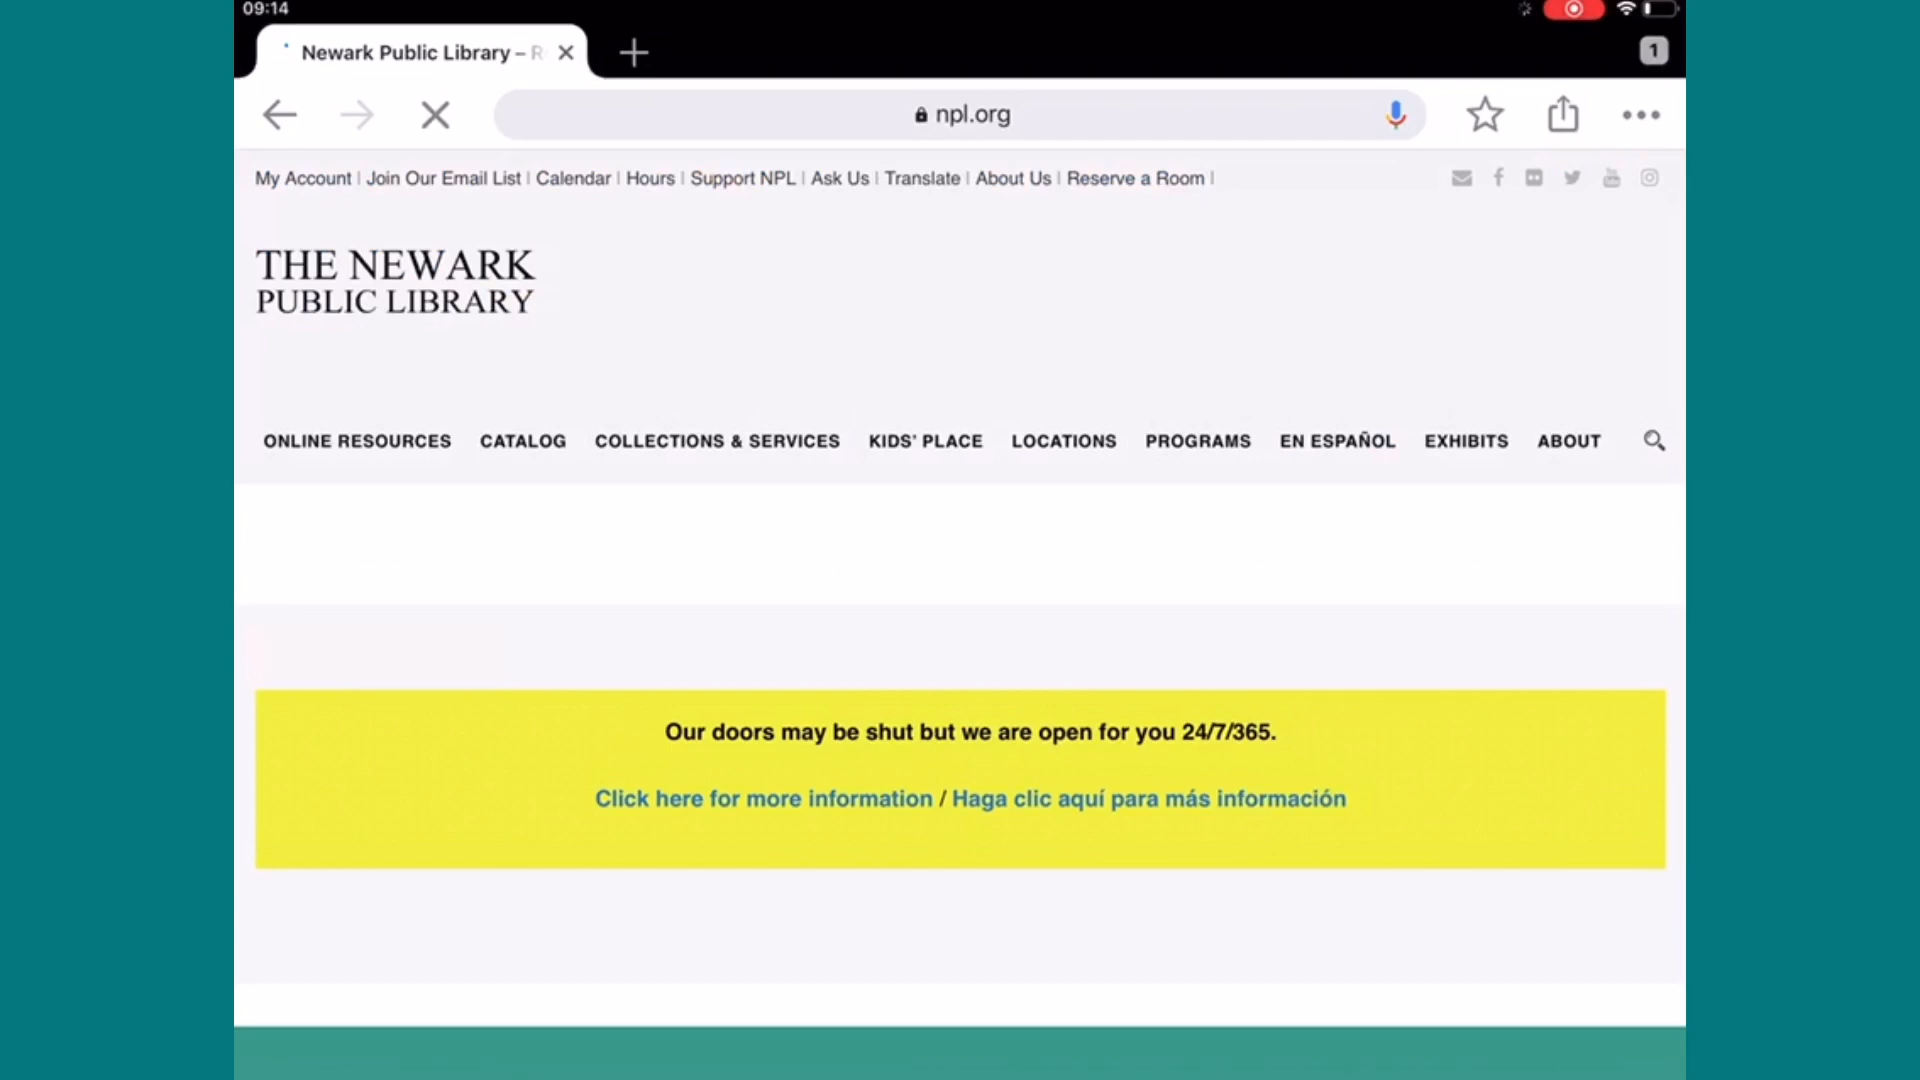 09:14
Newark Public Library –
1
npl.org
My Account | Join Our Email List | Calendar | Hours | Support NPL | Ask Us | Translate | About Us | Reserve a Room |
THE NEWARK
PUBLIC LIBRARY
ONLINE RESOURCES CATALOG COLLECTIONS & SERVICES KIDS' PLACE LOCATIONS PROGRAMS EN ESPAÑOL EXHIBITS ABOUT
Our doors may be shut but we are open for you 24/7/365.
Click here for more information / Haga clic aquí para más información